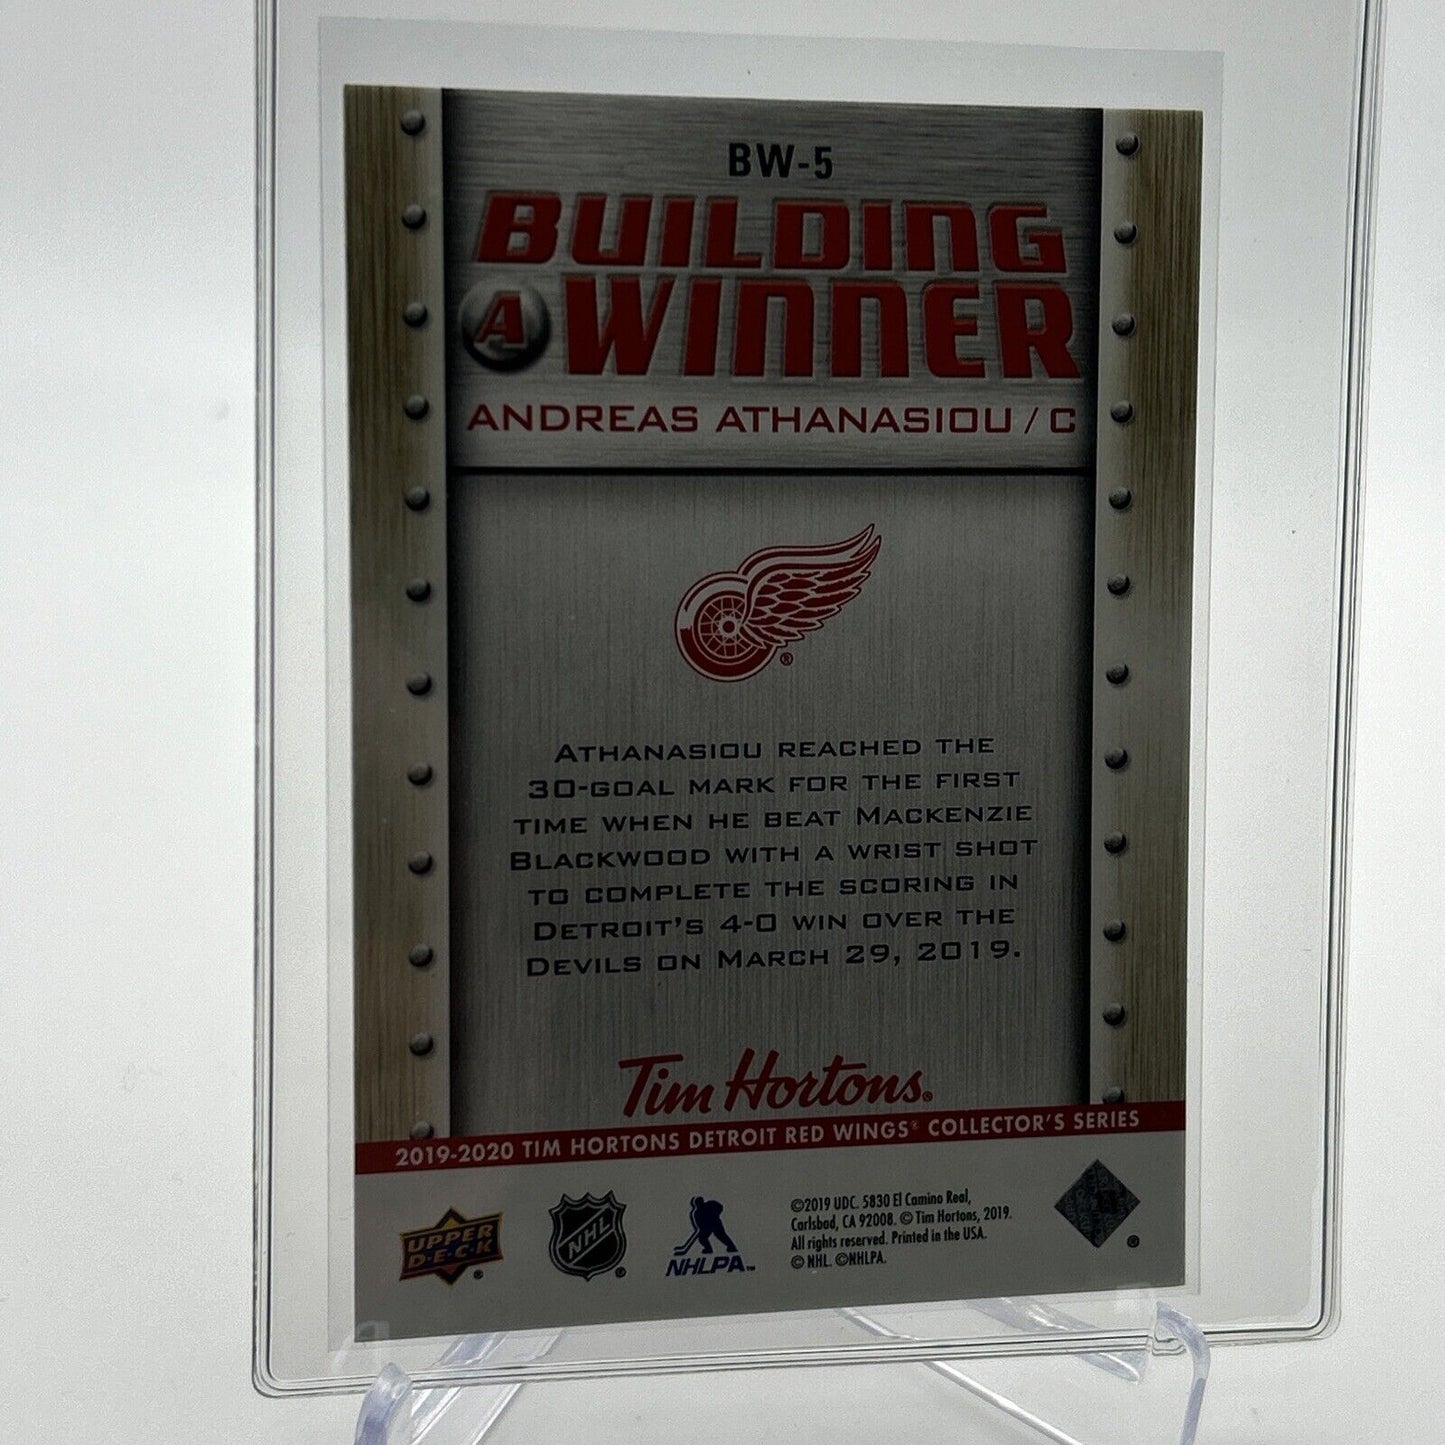 BW-5
BUILDING
A WINNER
ANDREAS ATHANASIOU / C
®
ATHANASIOU REACHED THE
30-GOAL MARK FOR THE FIRST
TIME WHEN HE BEAT MACKENZIE
BLACKWOOD WITH A WRIST SHOT
TO COMPLETE THE SCORING IN
DETROIT'S 4-0 WIN OVER THE
DEVILS ON MARCH 29, 2019.
Tim Hortons®
2019-2020 TIM HORTONS DETROIT RED WINGS® COLLECTOR'S SERIES
UPPER
D·E·C·K ®
NHL ®
NHLPA™
©2019 UDC. 5830 El Camino Real,
Carlsbad, CA 92008. © Tim Hortons, 2019.
All rights reserved. Printed in the USA.
© NHL. ©NHLPA.
®